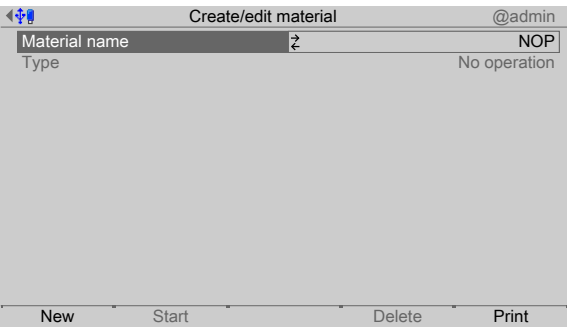 Create/edit material @admin
Material name NOP
Type No operation
New Start Delete Print